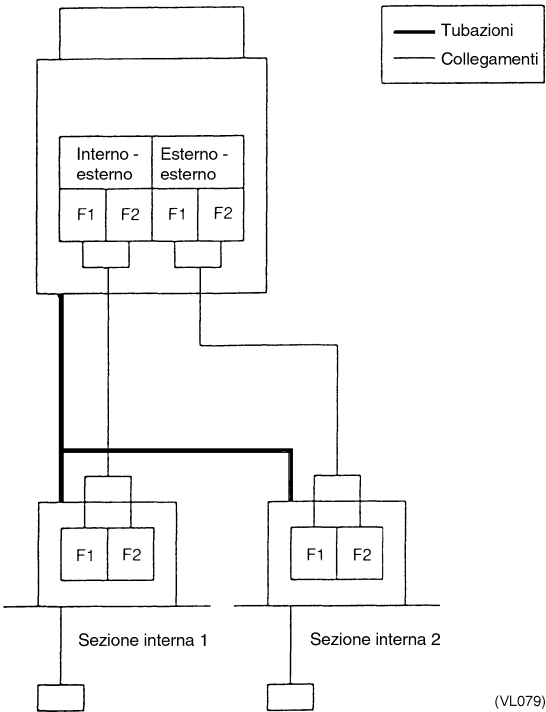 Tubazioni
Collegamenti
Interno -
esterno
Esterno -
esterno
F1 F2 F1 F2
F1 F2
F1 F2
Sezione interna 1
Sezione interna 2
(VL079)